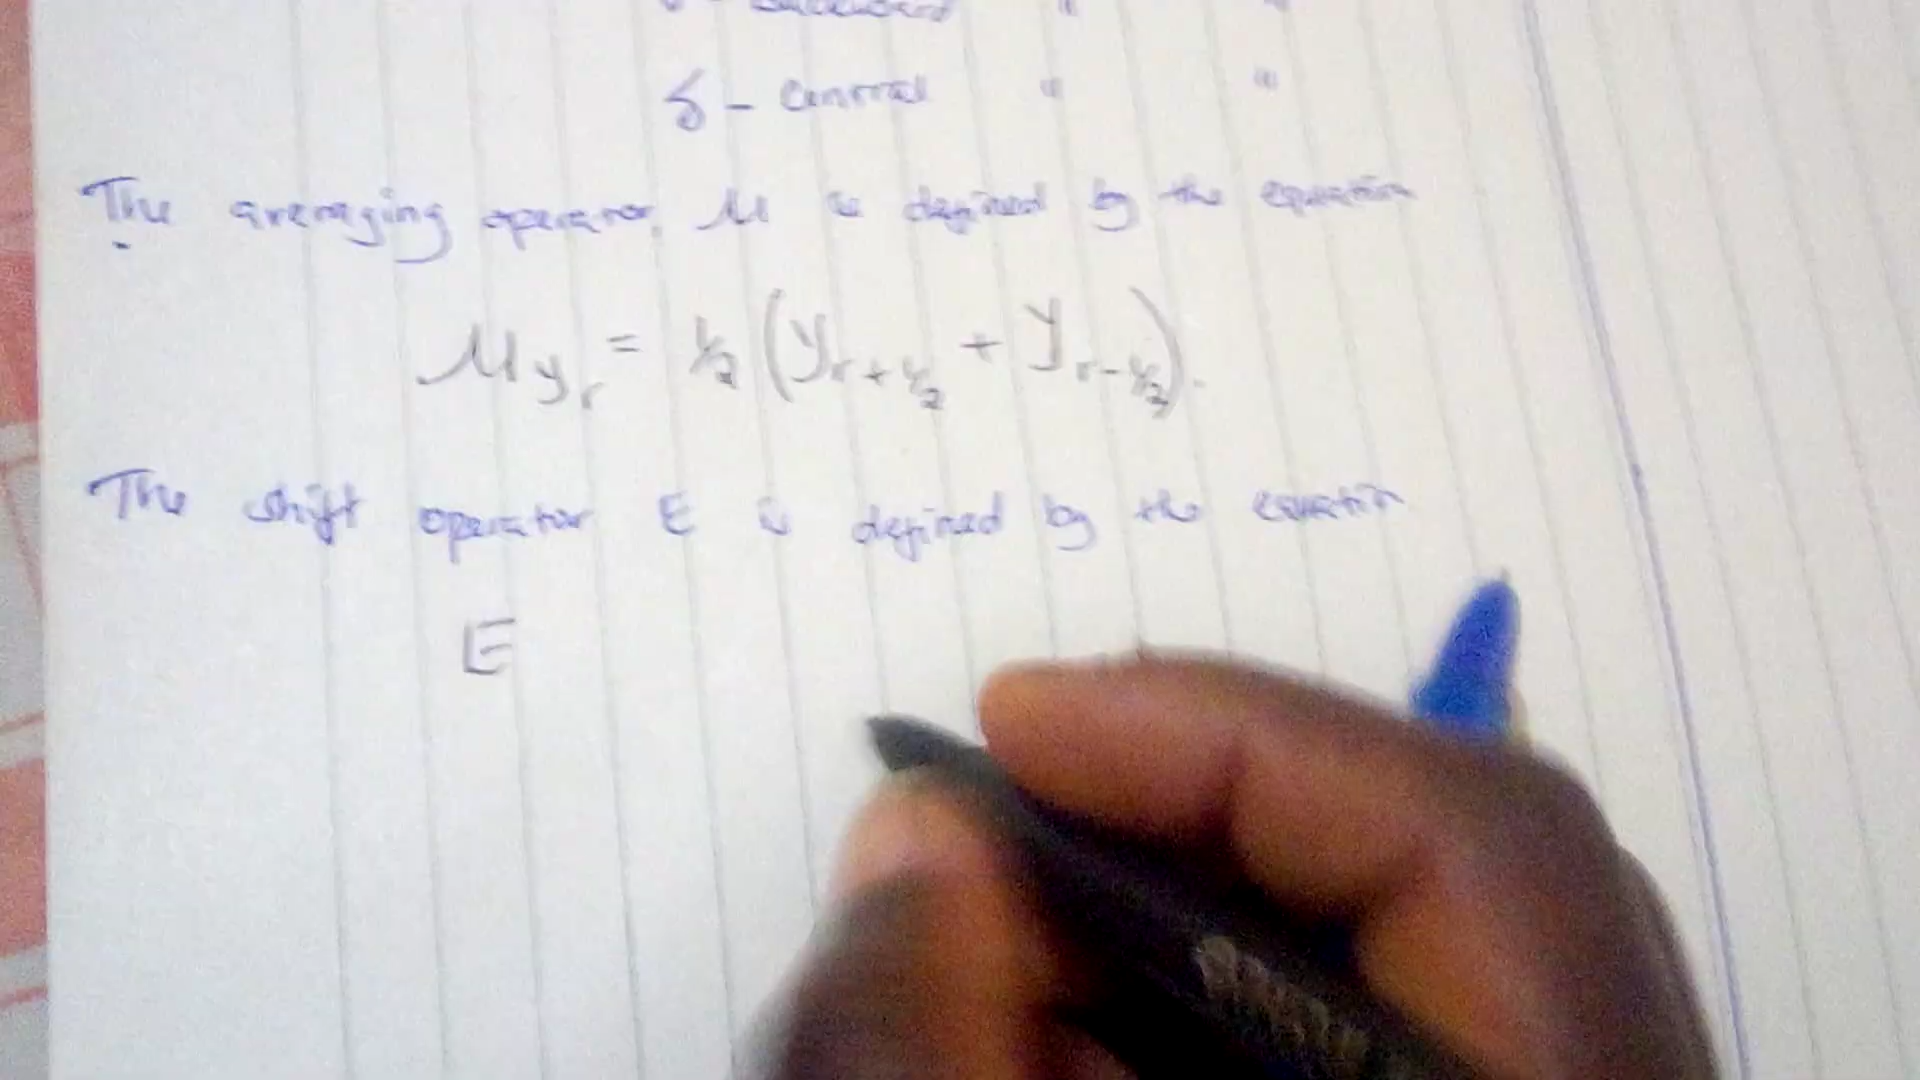 δ - Central " "
The averaging operator, μ is defined by the equation
μy_r = ½ (y_{r+½} + y_{r-½}).
The shift operator E is defined by the equation
E